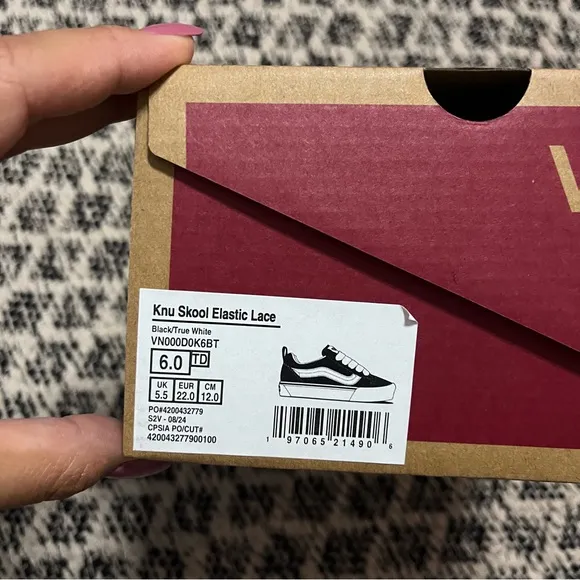 V
Knu Skool Elastic Lace
Black/True White
VN000D0K6BT
6.0 TD
UK EUR CM
5.5 22.0 12.0
PO#4200432779
S2V - 08/24
CPSIA PO/CUT#
420043277900100
1 97065 21490 6